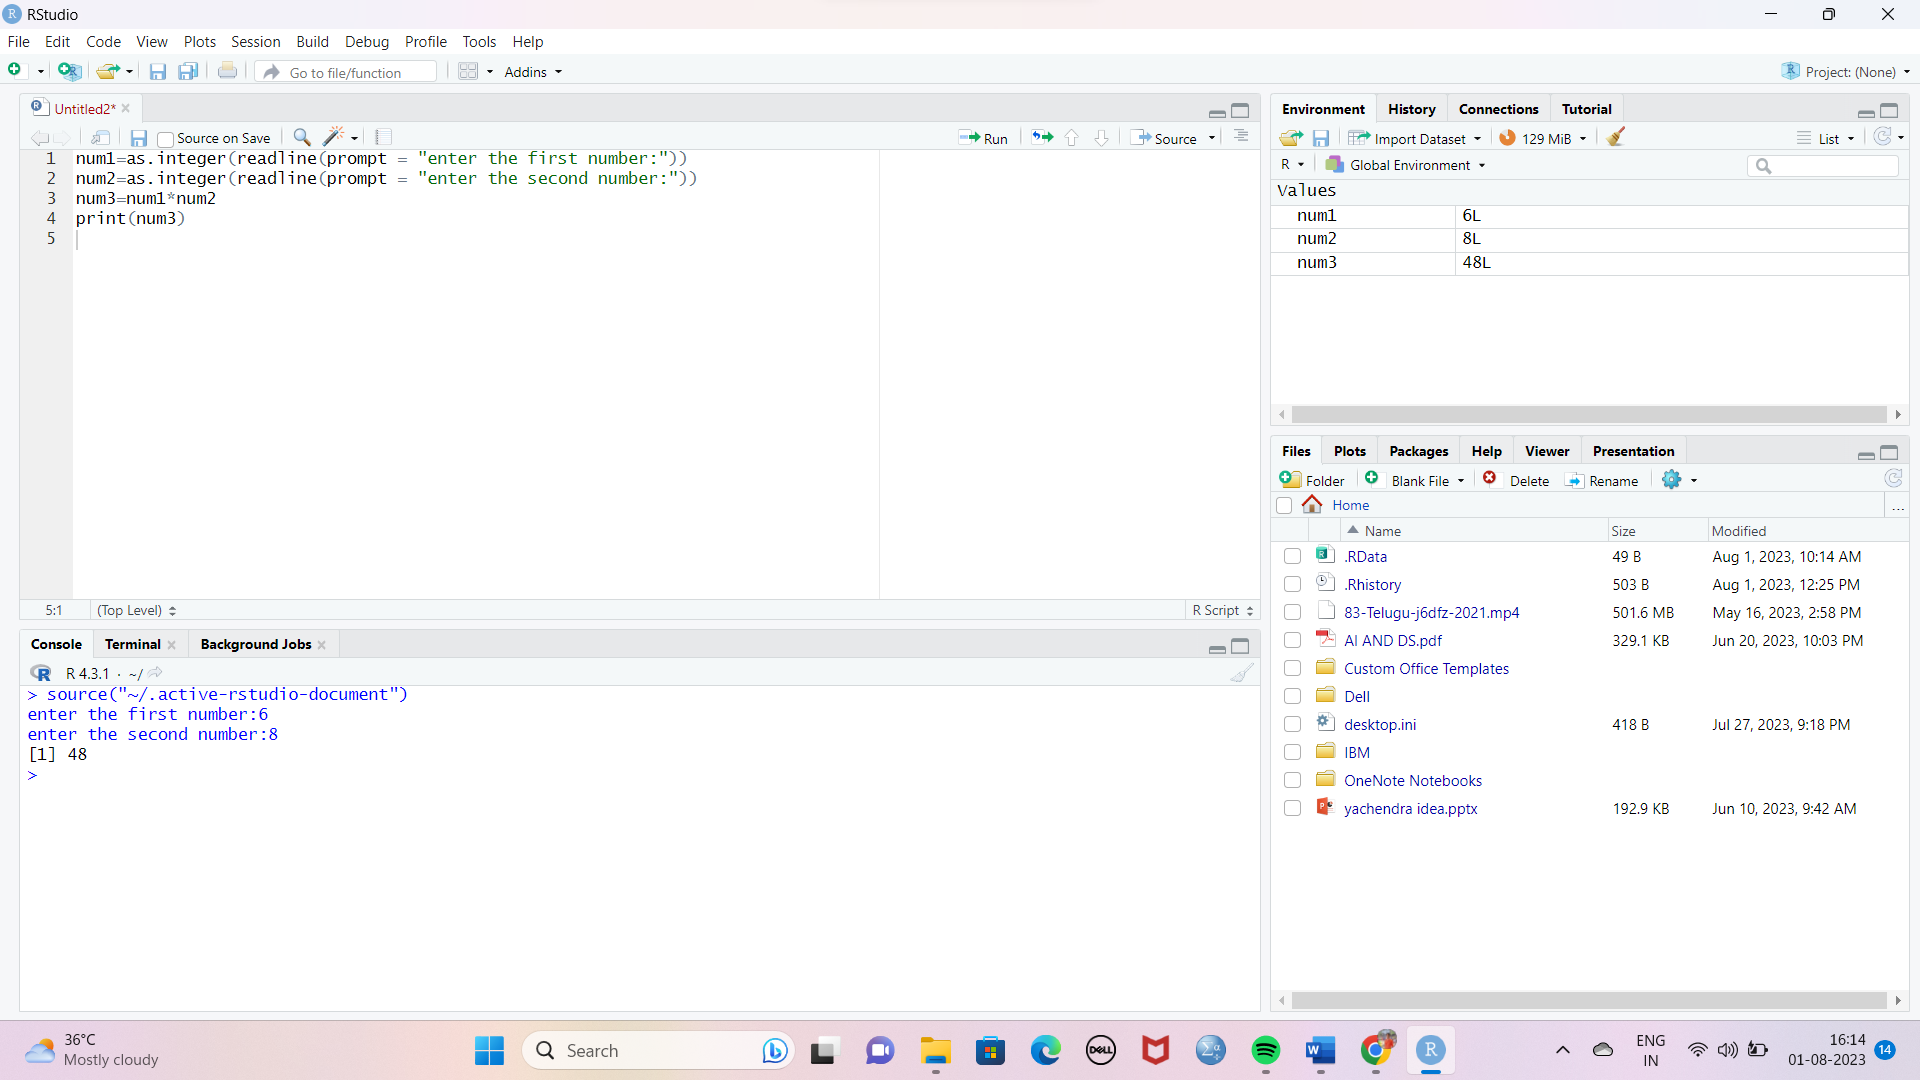 RStudio
File Edit Code View Plots Session Build Debug Profile Tools Help
Go to file/function Addins Project: (None)
Untitled2*
Source on Save Run Source
1 num1=as.integer(readline(prompt = "enter the first number:"))
2 num2=as.integer(readline(prompt = "enter the second number:"))
3 num3=num1*num2
4 print(num3)
5
5:1 (Top Level) R Script
Console Terminal Background Jobs
R 4.3.1 · ~/
> source("~/.active-rstudio-document")
enter the first number:6
enter the second number:8
[1] 48
>
Environment History Connections Tutorial
Import Dataset 129 MiB List
R Global Environment
Values
num1 6L
num2 8L
num3 48L
Files Plots Packages Help Viewer Presentation
Folder Blank File Delete Rename
Home ...
Name Size Modified
.RData 49 B Aug 1, 2023, 10:14 AM
.Rhistory 503 B Aug 1, 2023, 12:25 PM
83-Telugu-j6dfz-2021.mp4 501.6 MB May 16, 2023, 2:58 PM
AI AND DS.pdf 329.1 KB Jun 20, 2023, 10:03 PM
Custom Office Templates
Dell
desktop.ini 418 B Jul 27, 2023, 9:18 PM
IBM
OneNote Notebooks
yachendra idea.pptx 192.9 KB Jun 10, 2023, 9:42 AM
36°C
Mostly cloudy
Search
DELL
ENG
IN
16:14
01-08-2023
14